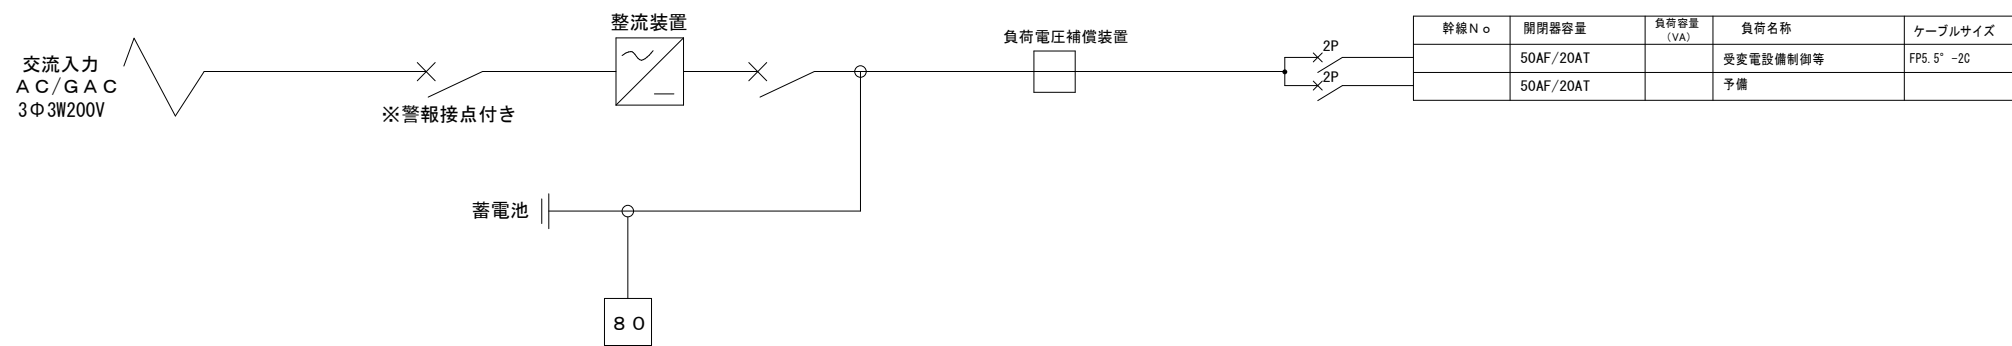 整流装置
交流入力
AC/GAC
3Φ3W200V
※警報接点付き
負荷電圧補償装置
2P
2P
幹線No 開閉器容量 負荷容量(VA) 負荷名称 ケーブルサイズ
50AF/20AT 受変電設備制御等 FP5.5°-2C
50AF/20AT 予備
蓄電池
80